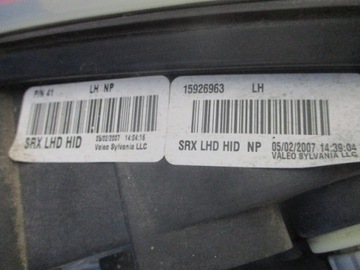 P/N 41 LH NP
SRX LHD HID 05/02/2007 14:04:16
Valeo Sylvania LLC
15926963 LH
SRX LHD HID NP 05/02/2007 14:39:04
VALEO SYLVANIA LLC